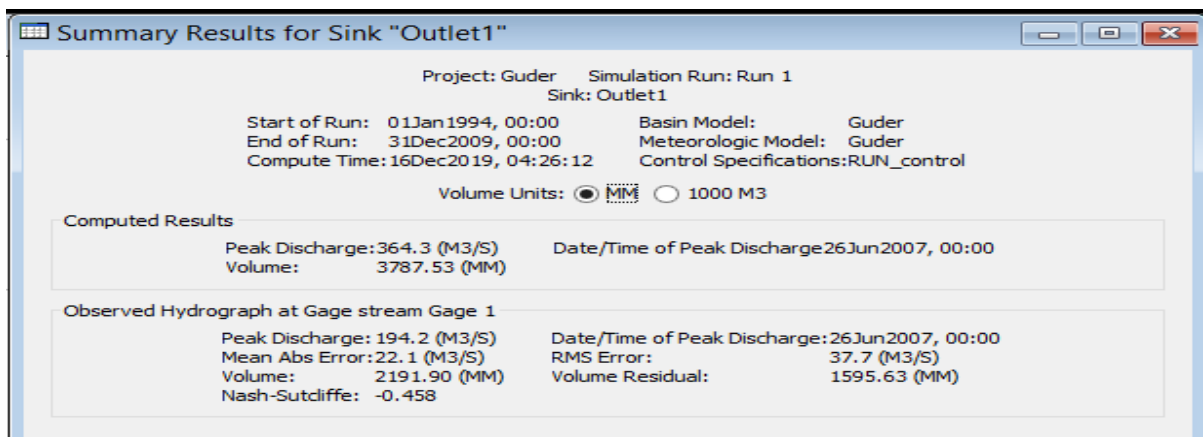 Summary Results for Sink "Outlet1"
Project: Guder Simulation Run: Run 1
Sink: Outlet1
Start of Run: 01Jan1994, 00:00 Basin Model: Guder
End of Run: 31Dec2009, 00:00 Meteorologic Model: Guder
Compute Time:16Dec2019, 04:26:12 Control Specifications:RUN_control
Volume Units: MM 1000 M3
Computed Results
Peak Discharge:364.3 (M3/S) Date/Time of Peak Discharge26Jun2007, 00:00
Volume: 3787.53 (MM)
Observed Hydrograph at Gage stream Gage 1
Peak Discharge: 194.2 (M3/S) Date/Time of Peak Discharge:26Jun2007, 00:00
Mean Abs Error:22.1 (M3/S) RMS Error: 37.7 (M3/S)
Volume: 2191.90 (MM) Volume Residual: 1595.63 (MM)
Nash-Sutcliffe: -0.458